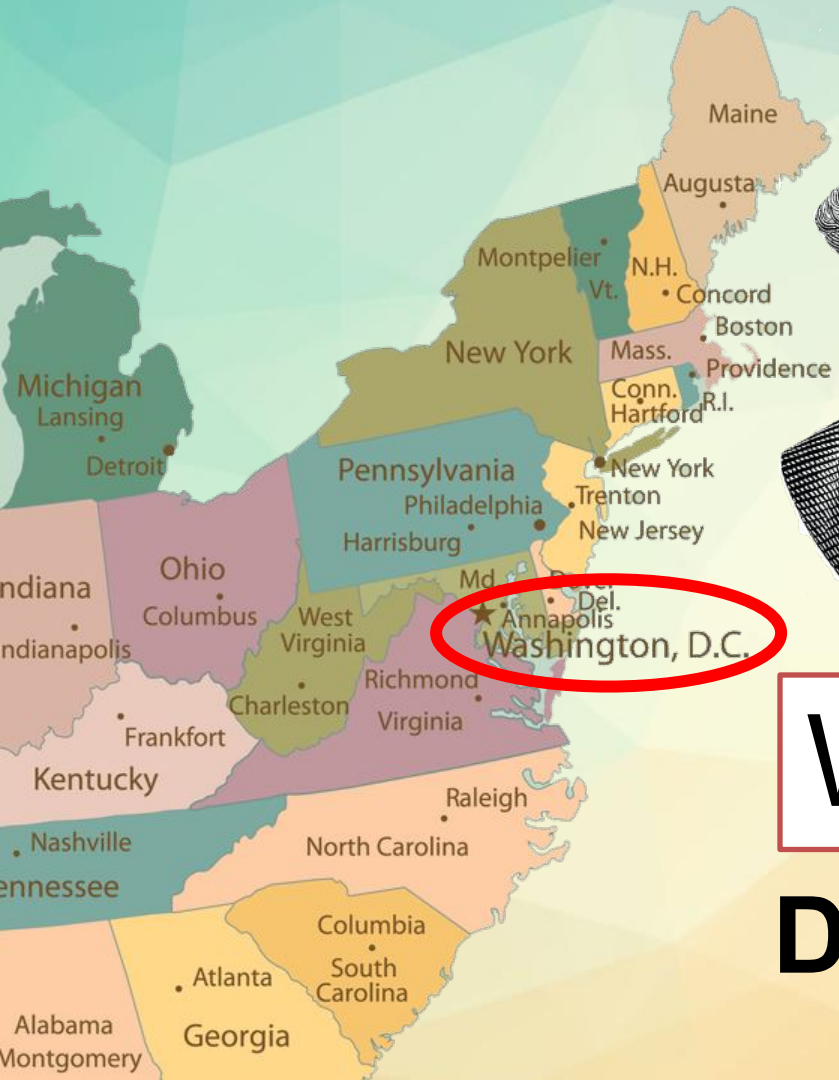 Maine
Augusta
Montpelier
N.H.
Vt.
Concord
Boston
New York
Mass.
Providence
Michigan
Conn.
Hartford
R.I.
Lansing
Detroit
Pennsylvania
New York
Philadelphia
Trenton
Harrisburg
New Jersey
Ohio
Md.
ndiana
Del.
Columbus
West
Virginia
Annapolis
ndianapolis
Washington, D.C.
Richmond
Charleston
Virginia
Frankfort
Kentucky
Raleigh
Nashville
North Carolina
ennessee
Columbia
Atlanta
South
Carolina
Alabama
Georgia
Montgomery
D